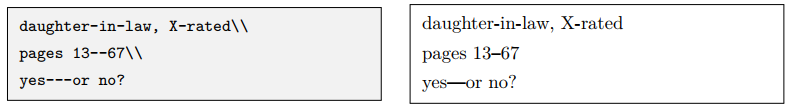 daughter-in-law, X-rated\\
pages 13--67\\
yes---or no?
daughter-in-law, X-rated
pages 13–67
yes—or no?